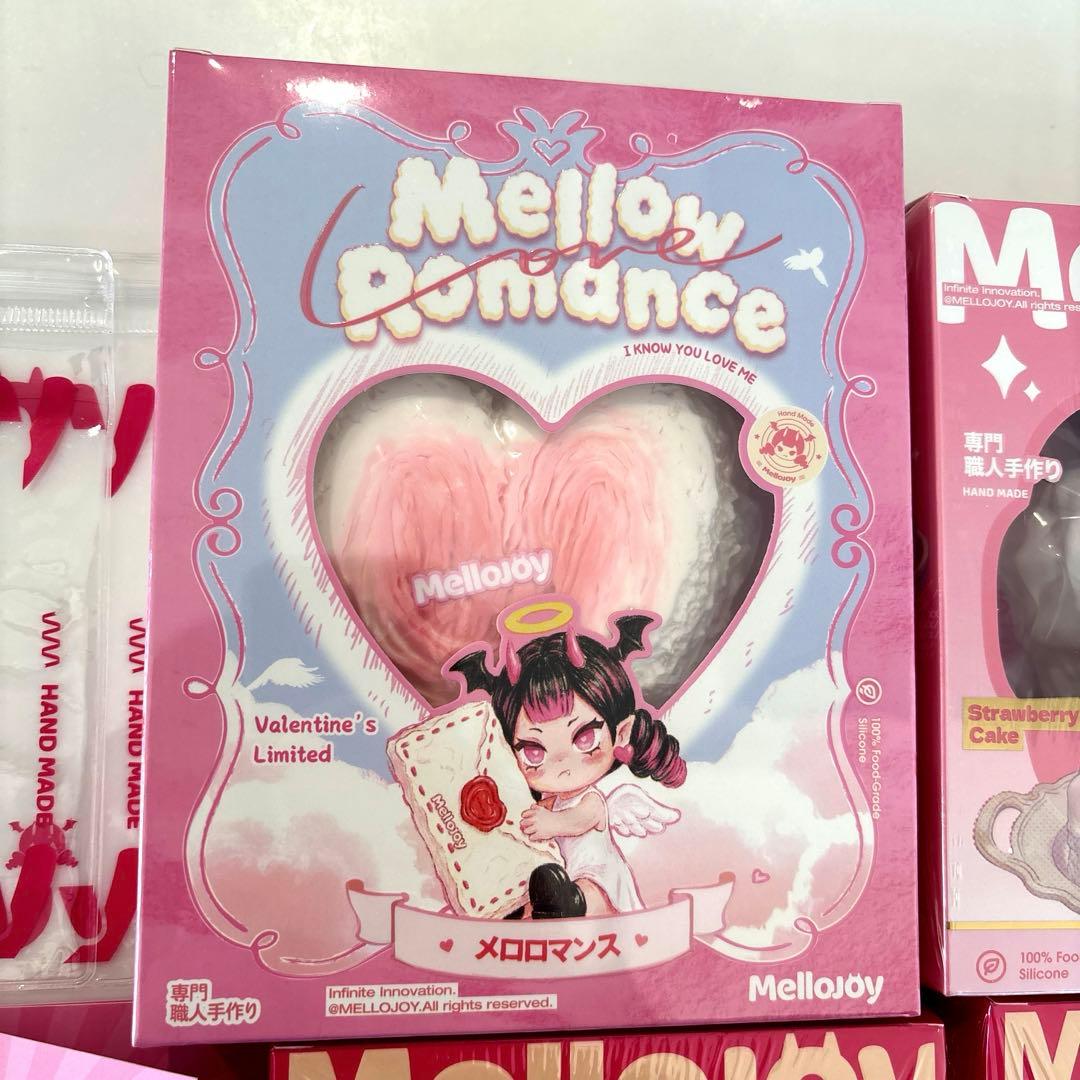 Mellow
Love
Romance
I KNOW YOU LOVE ME
Hand Made
MelloJoy
MelloJoy
Valentine's
Limited
MelloJoy
100% Food-Grade
Silicone
メロロマンス
専門
職人手作り
Infinite Innovation.
@MELLOJOY.All rights reserved.
MelloJoy
HAND MADE
HAND MADE
Infinite Innovation.
@MELLOJOY.All rights res
専門
職人手作り
HAND MADE
Strawberry
Cake
100% Foo
Silicone
MelloJoy